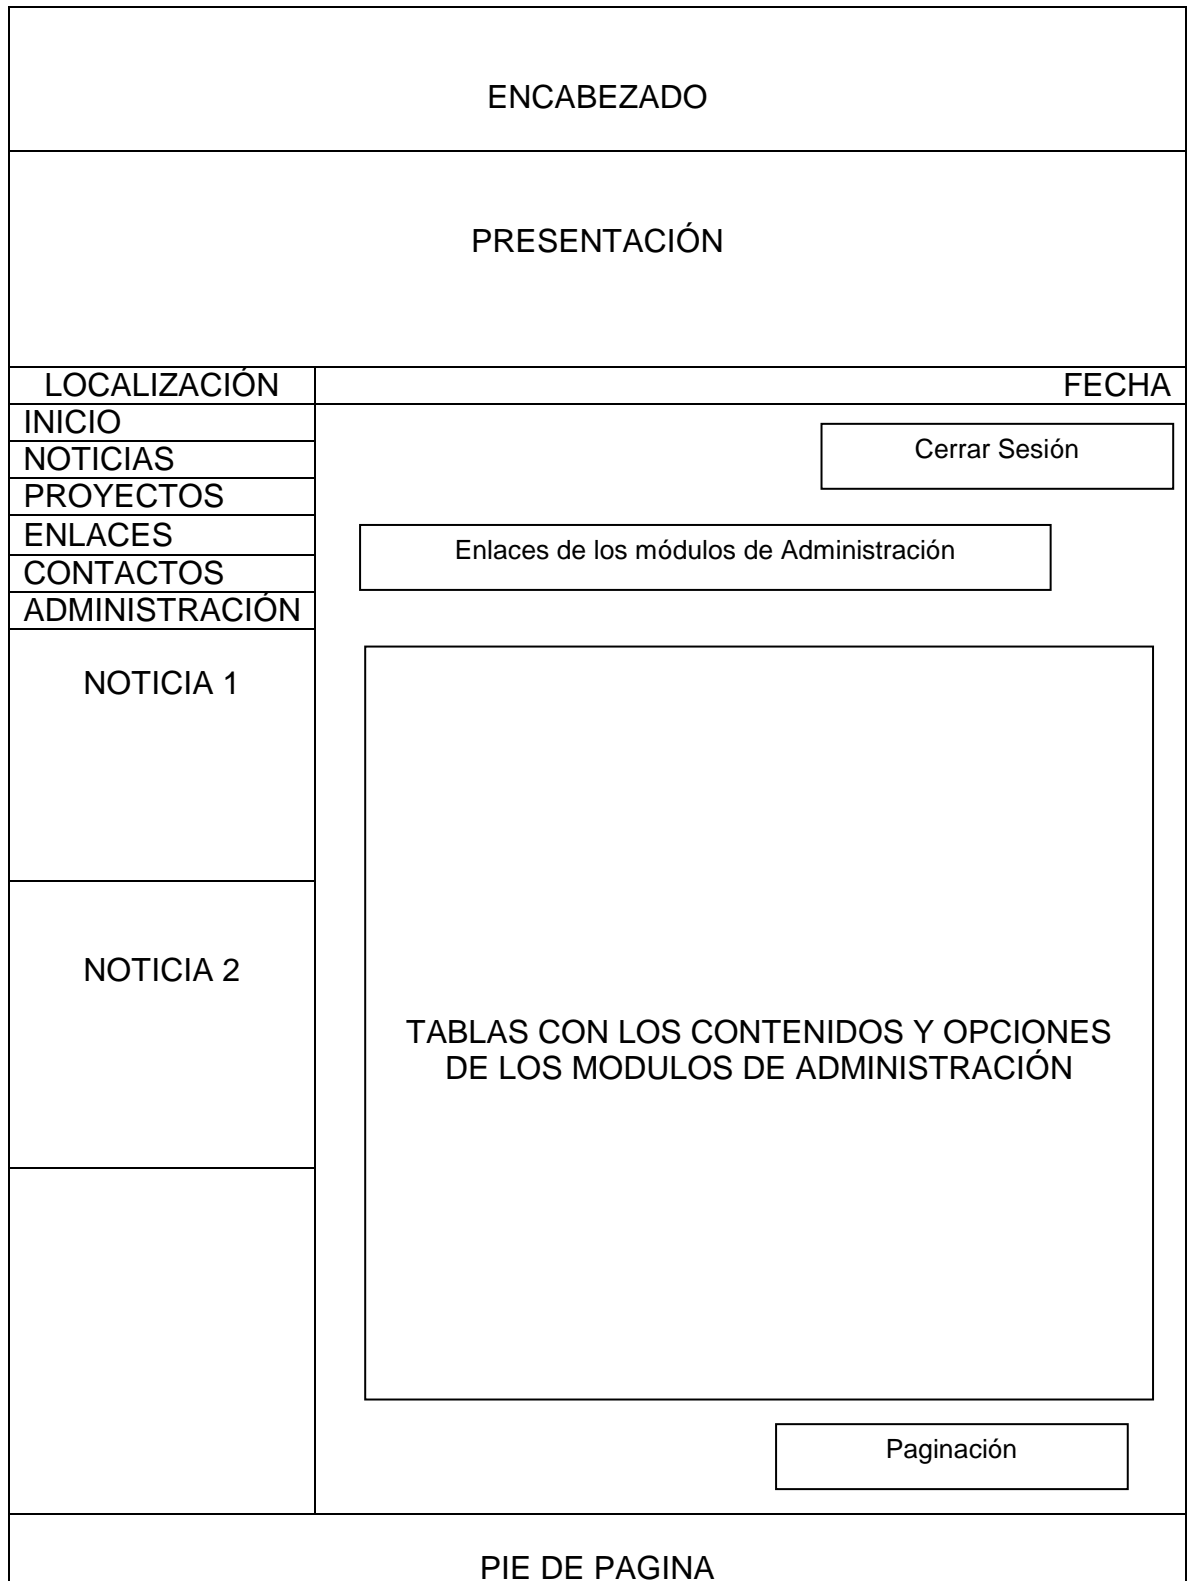 ENCABEZADO
PRESENTACIÓN
LOCALIZACIÓN
FECHA
INICIO
NOTICIAS
PROYECTOS
ENLACES
CONTACTOS
ADMINISTRACIÓN
NOTICIA 1
NOTICIA 2
Cerrar Sesión
Enlaces de los módulos de Administración
TABLAS CON LOS CONTENIDOS Y OPCIONES
DE LOS MODULOS DE ADMINISTRACIÓN
Paginación
PIE DE PAGINA